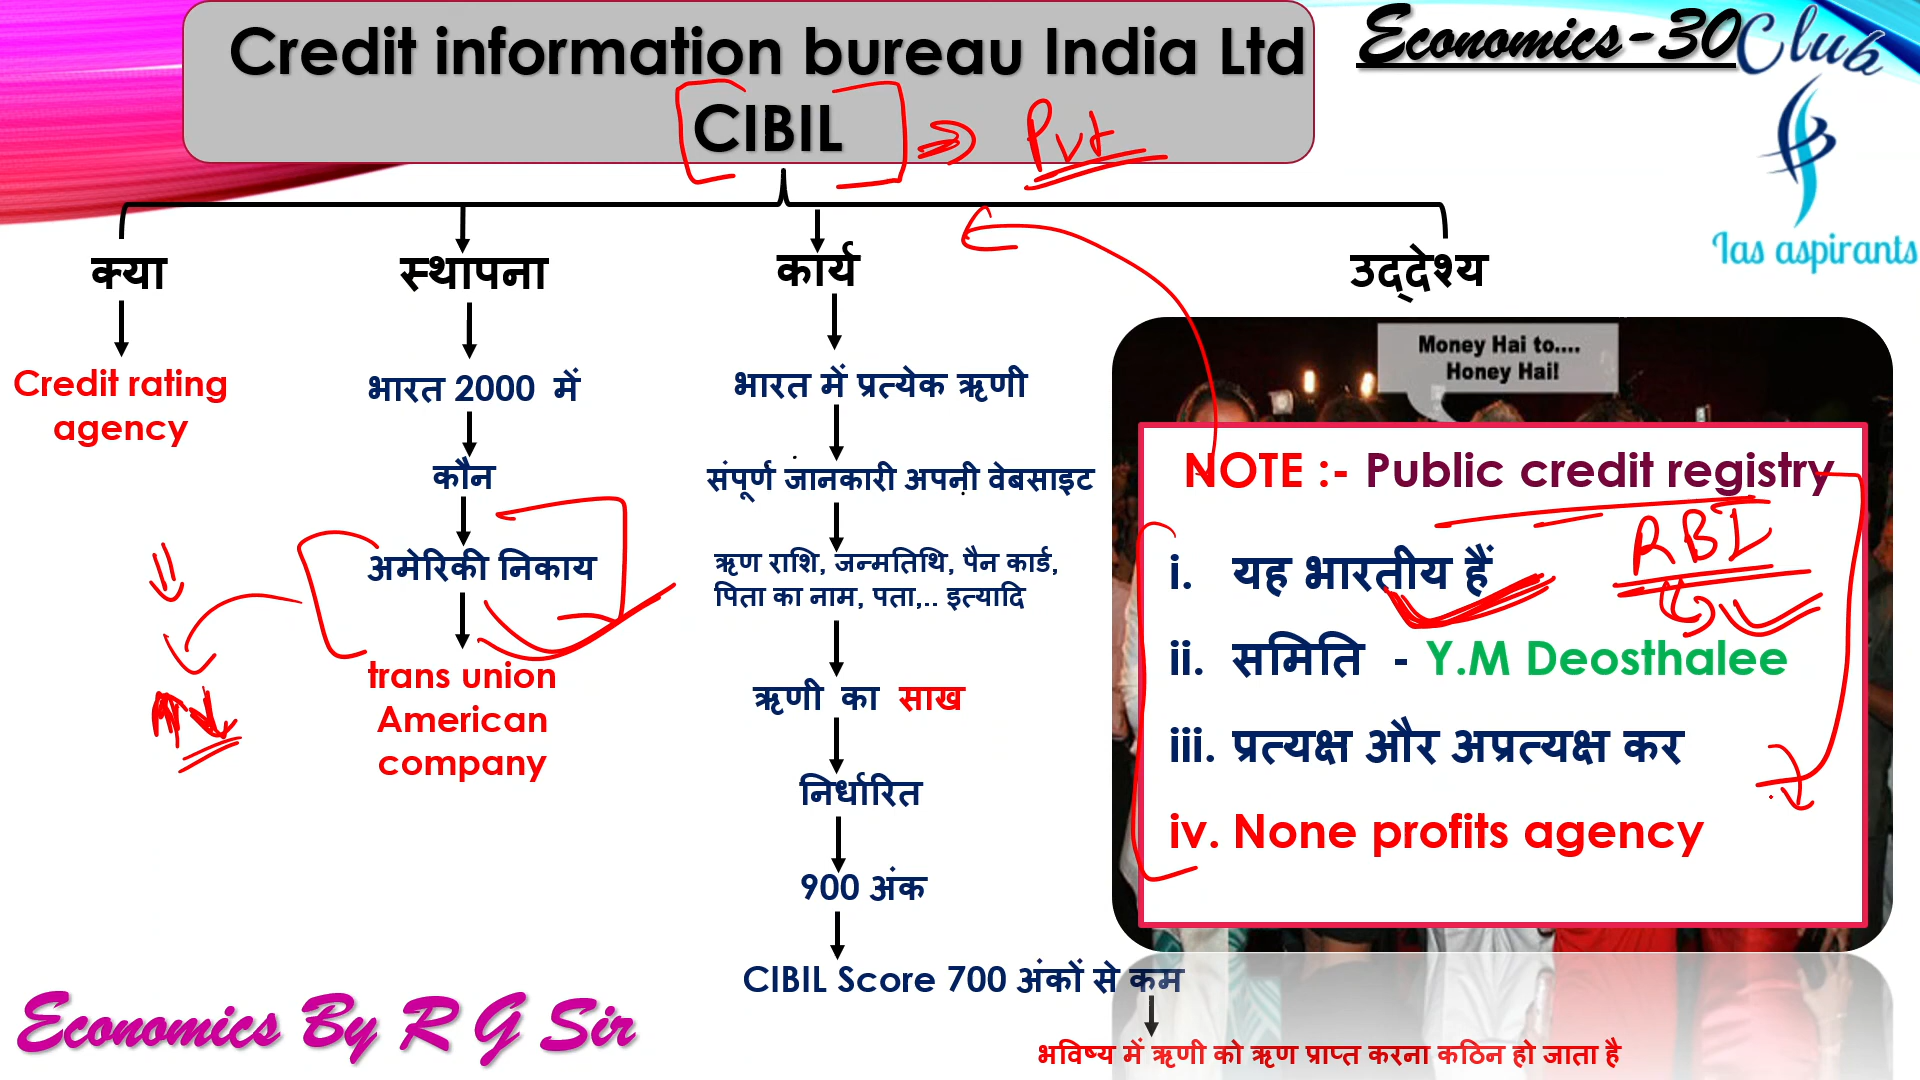 Credit information bureau India Ltd
CIBIL
Pvt
Economics-30
Club
Ias aspirants
क्या
स्थापना
कार्य
उद्देश्य
Credit rating
agency
भारत 2000 में
कौन
अमेरिकी निकाय
trans union
American
company
भारत में प्रत्येक ऋणी
संपूर्ण जानकारी अपनी वेबसाइट
ऋण राशि, जन्मतिथि, पैन कार्ड,
पिता का नाम, पता,.. इत्यादि
ऋणी का साख
निर्धारित
900 अंक
CIBIL Score 700 अंकों से कम
भविष्य में ऋणी को ऋण प्राप्त करना कठिन हो जाता है
Money Hai to....
Honey Hai!
NOTE :- Public credit registry
RBI
i. यह भारतीय हैं
ii. समिति - Y.M Deosthalee
iii. प्रत्यक्ष और अप्रत्यक्ष कर
iv. None profits agency
Economics By R G Sir